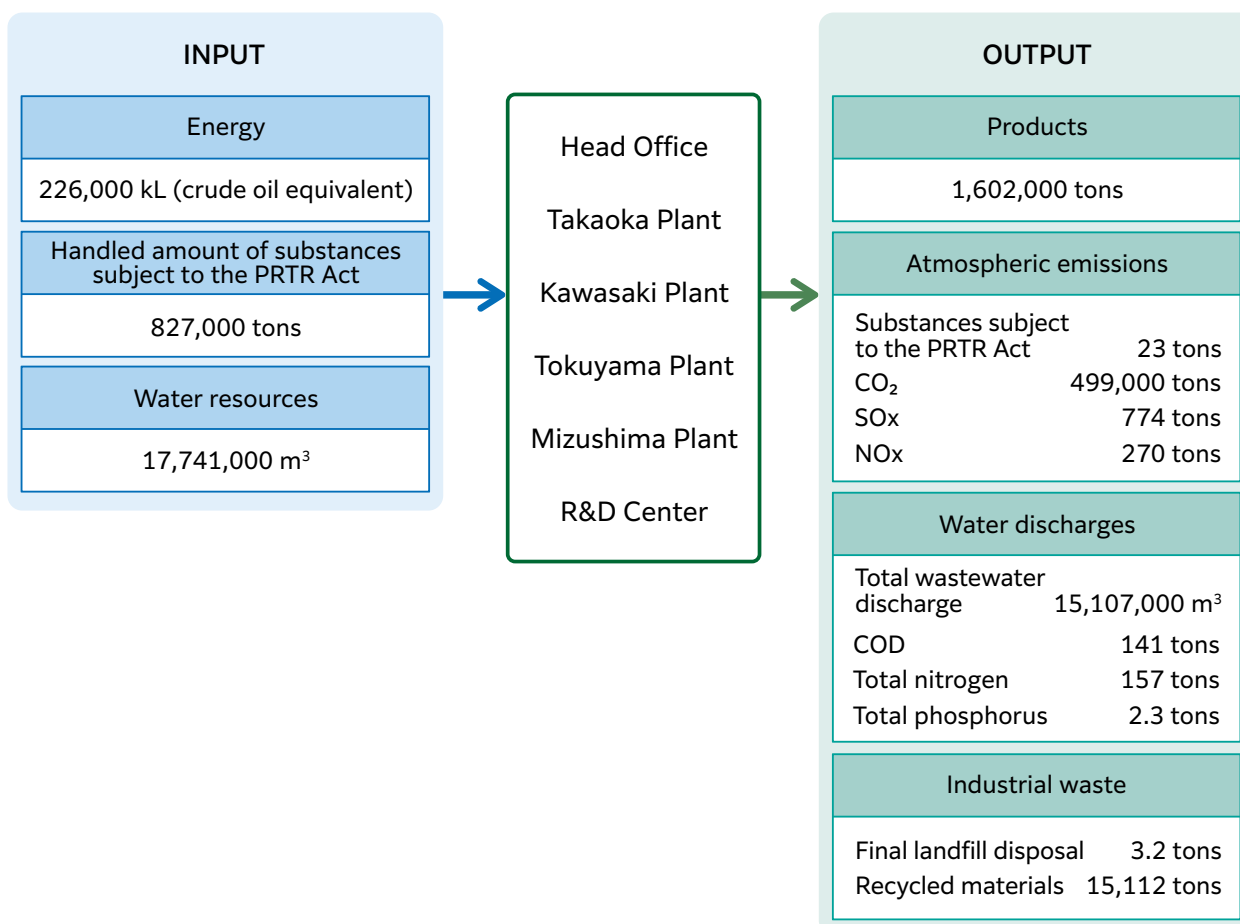 INPUT
Energy
226,000 kL (crude oil equivalent)
Handled amount of substances
subject to the PRTR Act
827,000 tons
Water resources
17,741,000 m³
Head Office
Takaoka Plant
Kawasaki Plant
Tokuyama Plant
Mizushima Plant
R&D Center
OUTPUT
Products
1,602,000 tons
Atmospheric emissions
Substances subject
to the PRTR Act 23 tons
CO₂ 499,000 tons
SOx 774 tons
NOx 270 tons
Water discharges
Total wastewater
discharge 15,107,000 m³
COD 141 tons
Total nitrogen 157 tons
Total phosphorus 2.3 tons
Industrial waste
Final landfill disposal 3.2 tons
Recycled materials 15,112 tons